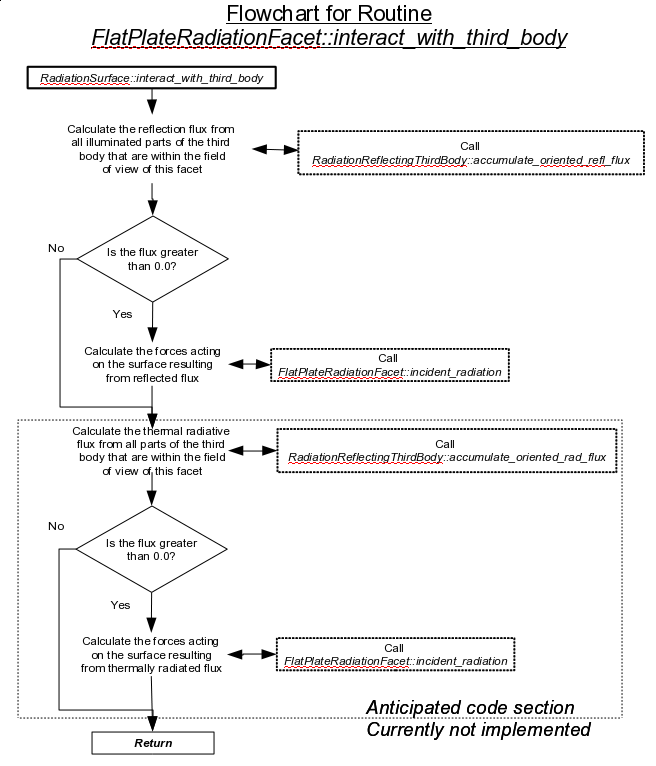 Flowchart for Routine
FlatPlateRadiationFacet::interact_with_third_body
RadiationSurface::interact_with_third_body
Calculate the reflection flux from
all illuminated parts of the third
body that are within the field
of view of this facet
Call
RadiationReflectingThirdBody::accumulate_oriented_refl_flux
No
Is the flux greater
than 0.0?
Yes
Calculate the forces acting
on the surface resulting
from reflected flux
Call
FlatPlateRadiationFacet::incident_radiation
Calculate the thermal radiative
flux from all parts of the third
body that are within the field
of view of this facet
Call
RadiationReflectingThirdBody::accumulate_oriented_rad_flux
No
Is the flux greater
than 0.0?
Yes
Calculate the forces acting
on the surface resulting
from thermally radiated flux
Call
FlatPlateRadiationFacet::incident_radiation
Anticipated code section
Currently not implemented
Return